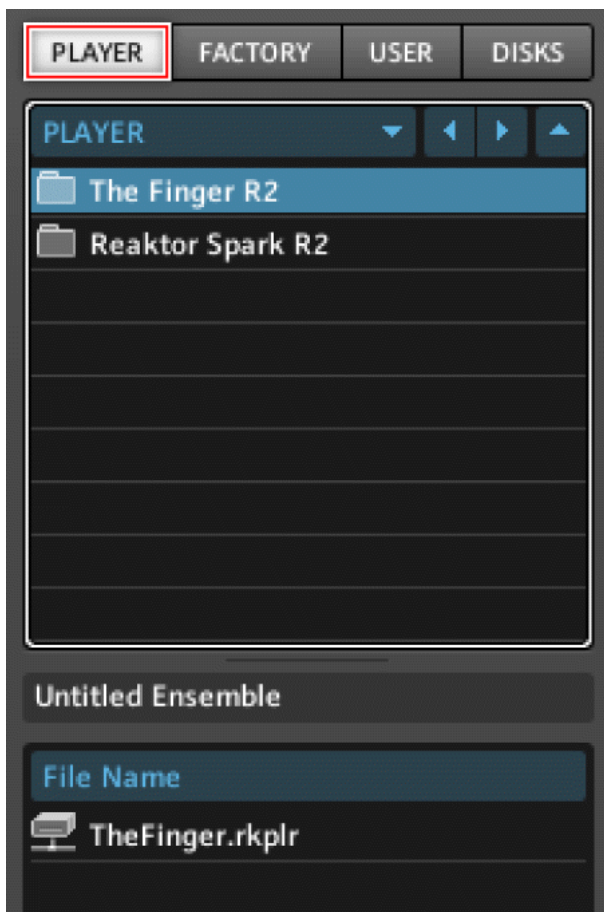 PLAYER FACTORY USER DISKS
PLAYER
The Finger R2
Reaktor Spark R2
Untitled Ensemble
File Name
TheFinger.rkplr